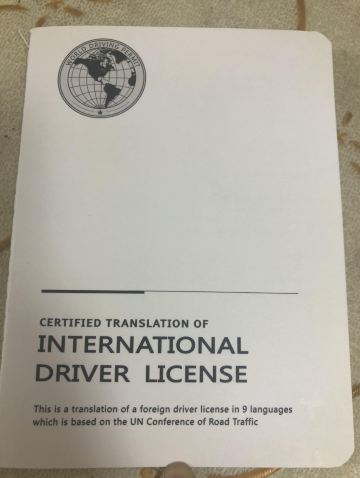 WORLD DRIVING PERMIT
CERTIFIED TRANSLATION OF
INTERNATIONAL
DRIVER LICENSE
This is a translation of a foreign driver license in 9 languages
which is based on the UN Conference of Road Traffic